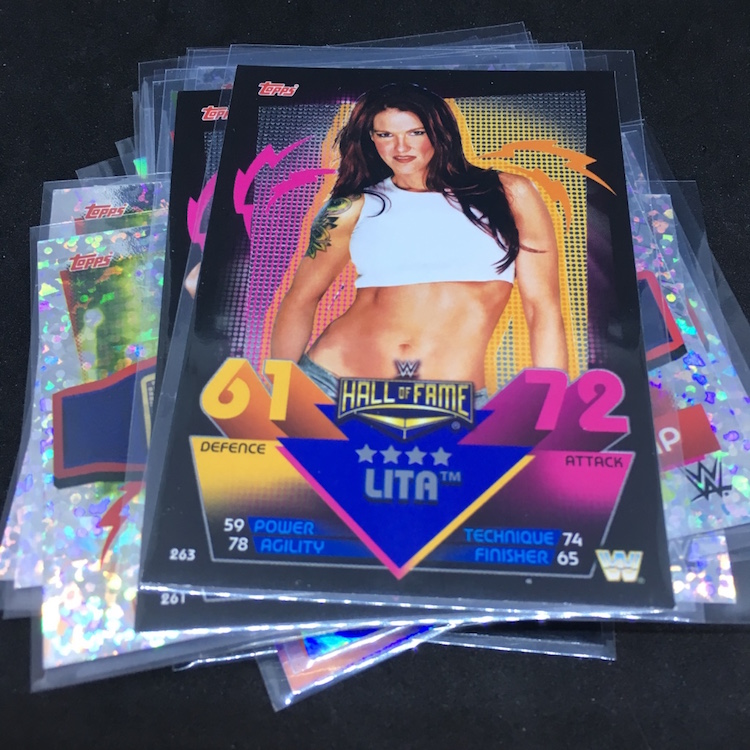 Topps
Topps
Topps
Topps
61
72
W
HALL OF FAME®
DEFENCE
ATTACK
LITA™
59 POWER
TECHNIQUE 74
78 AGILITY
FINISHER 65
263
261
AP
W
W